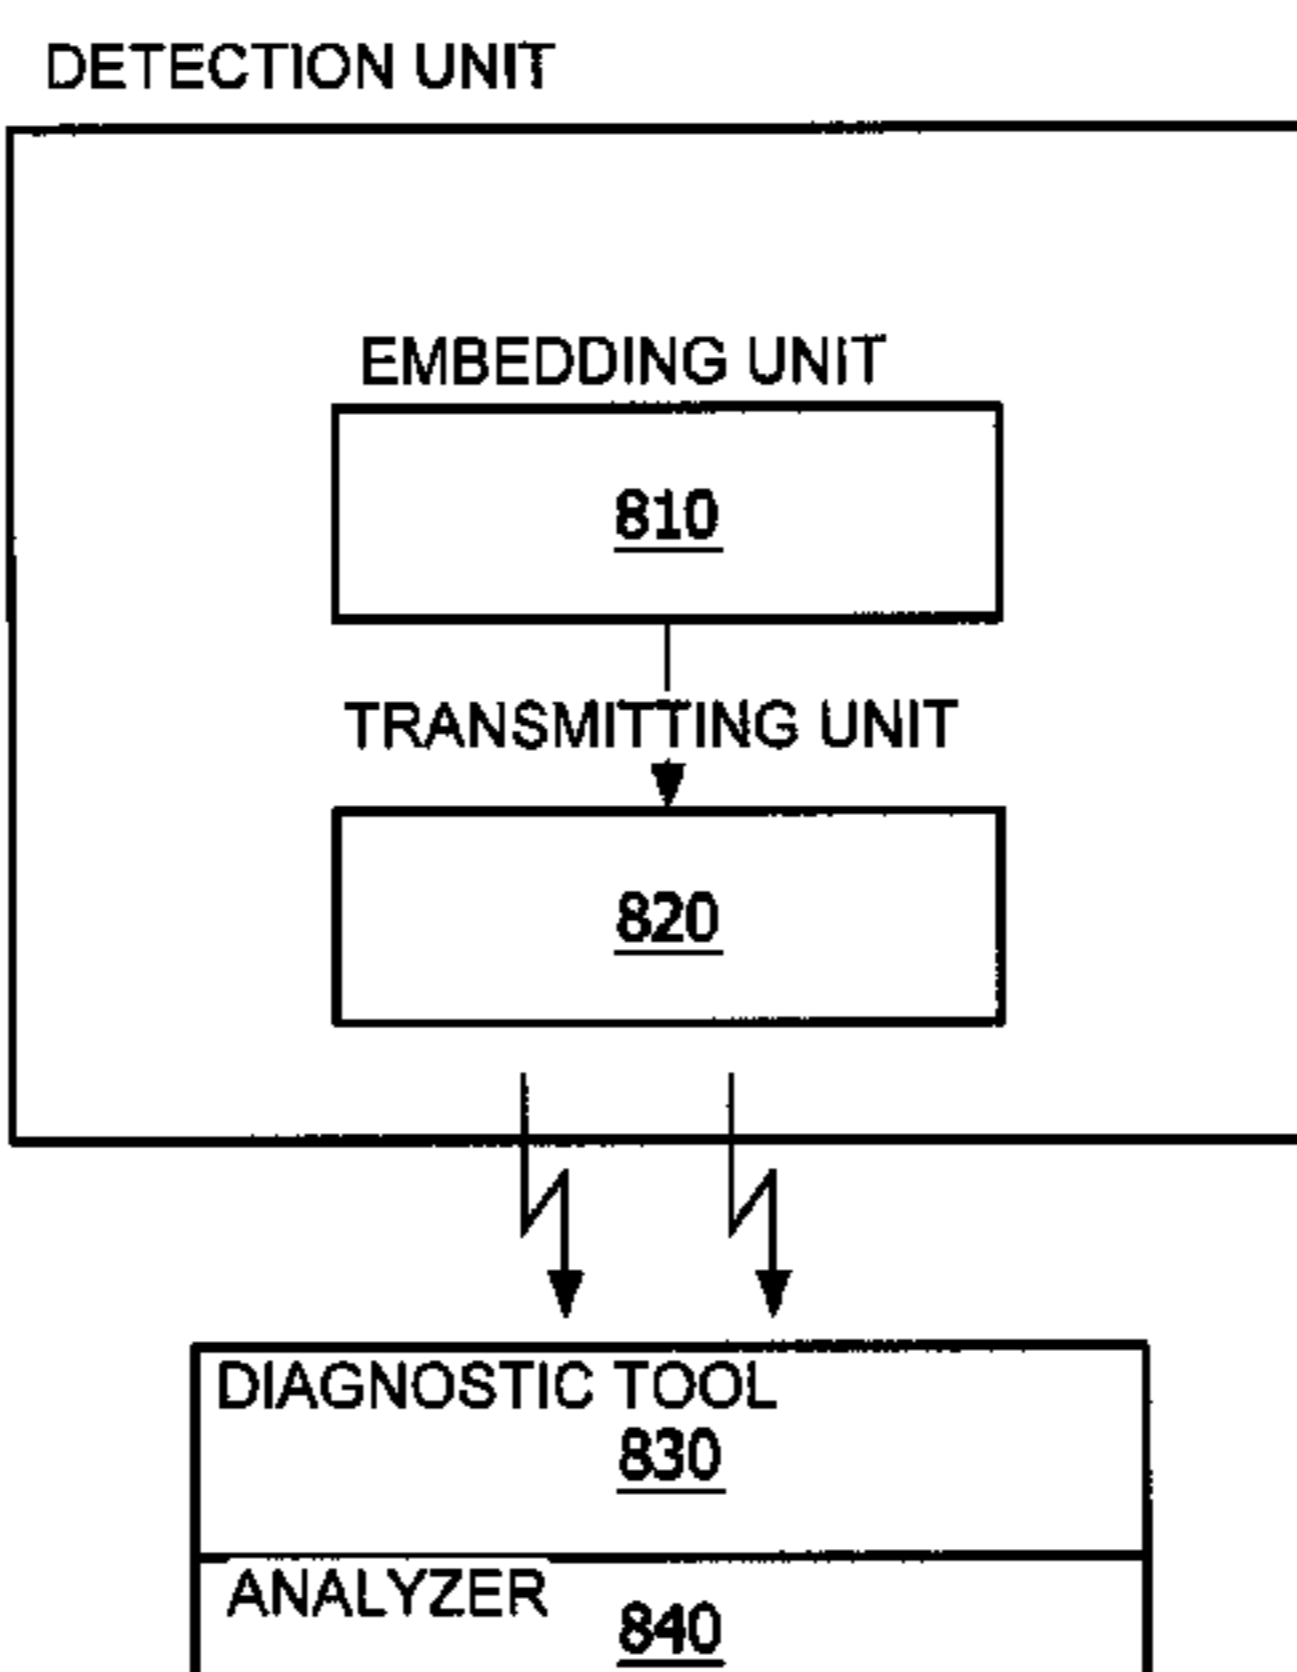 DETECTION UNIT
EMBEDDING UNIT
810
TRANSMITTING UNIT
820
DIAGNOSTIC TOOL
830
ANALYZER
840